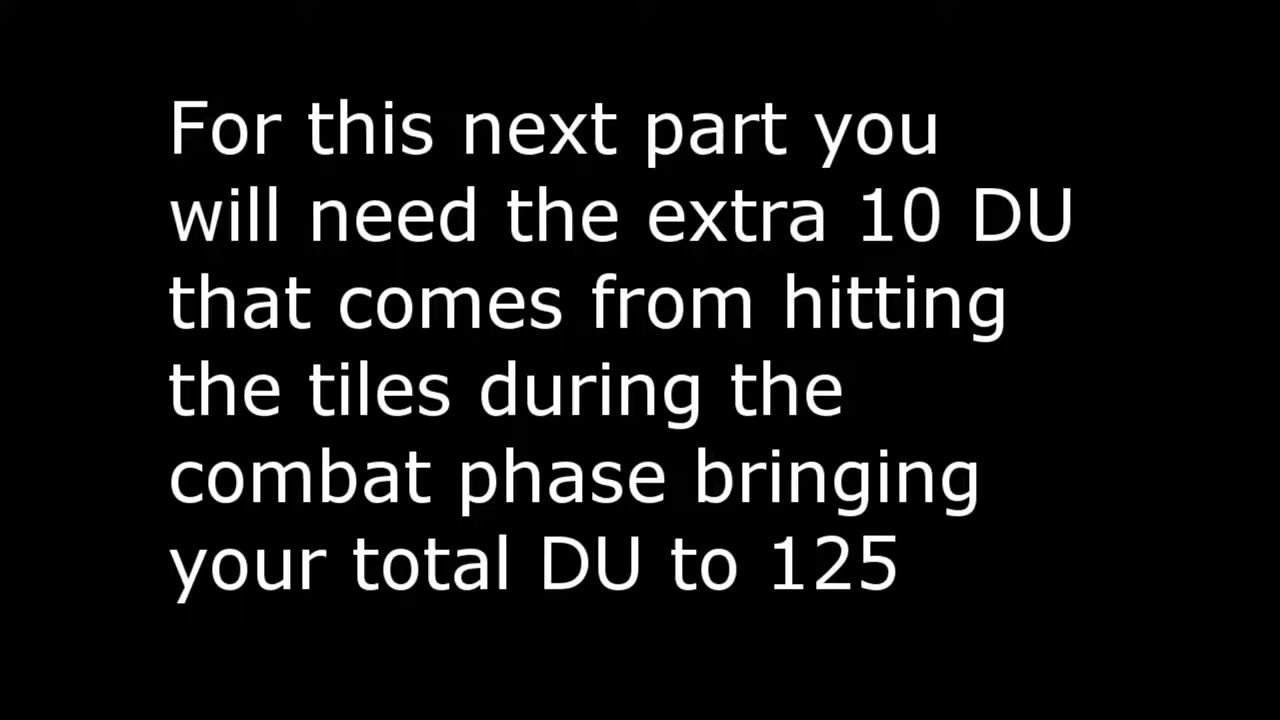 For this next part you
will need the extra 10 DU
that comes from hitting
the tiles during the
combat phase bringing
your total DU to 125